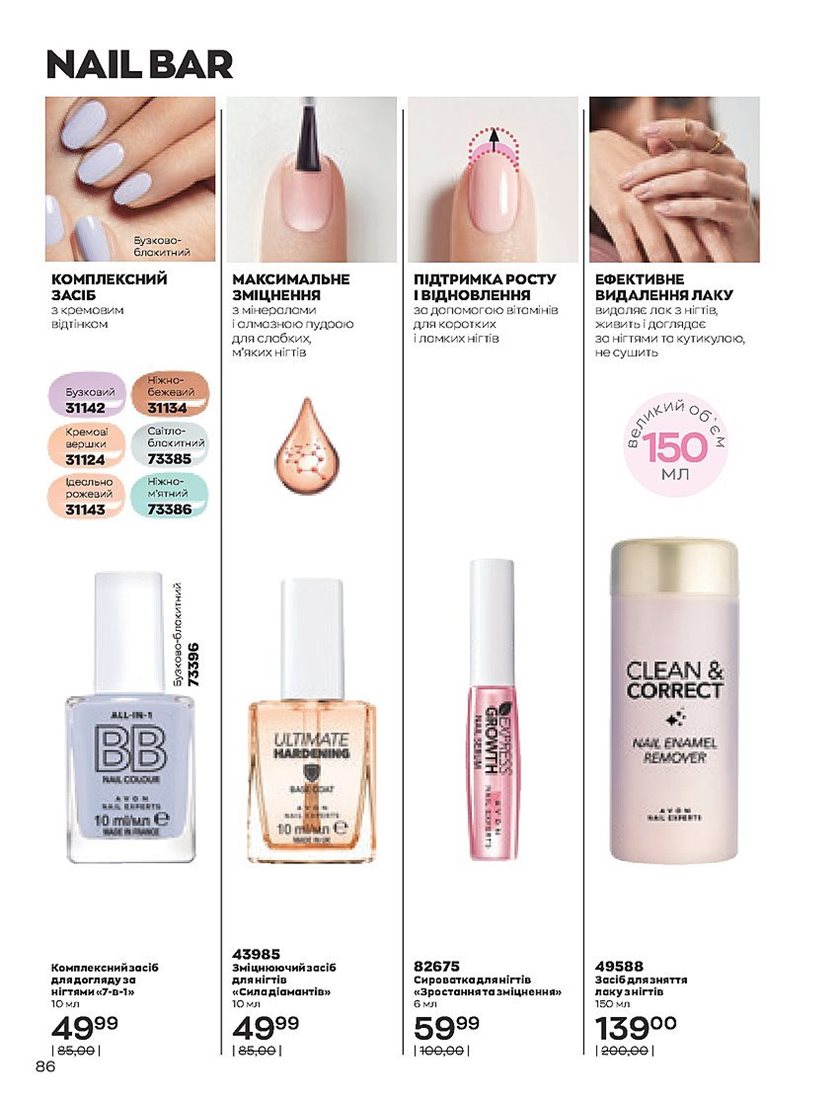 NAIL BAR
Бузково-
блакитний
КОМПЛЕКСНИЙ
ЗАСІБ
з кремовим
відтінком
Бузковий
31142
Ніжно-
бежевий
31134
Кремові
вершки
31124
Світло-
блакитний
73385
Ідеально
рожевий
31143
Ніжно-
м'ятний
73386
Бузково-блакитний
73396
ALL-IN-1
BB
NAIL COLOUR
AVON
NAIL EXPERTS
10 ml/мл e
MADE IN FRANCE
Комплексний засіб
для догляду за
нігтями «7-в-1»
10 мл
4999
| 85,00 |
МАКСИМАЛЬНЕ
ЗМІЦНЕННЯ
з мінералами
і алмазною пудрою
для слабких,
м'яких нігтів
ULTIMATE
HARDENING
BASE COAT
AVON
NAIL EXPERTS
10 ml/мл e
MADE IN UK
43985
Зміцнюючий засіб
для нігтів
«Сила діамантів»
10 мл
4999
| 85,00 |
ПІДТРИМКА РОСТУ
І ВІДНОВЛЕННЯ
за допомогою вітамінів
для коротких
і ламких нігтів
EXPRESS
GROWTH
NAIL SERUM
AVON
NAIL EXPERTS
82675
Сироватка для нігтів
«Зростання та зміцнення»
6 мл
5999
| 100,00 |
ЕФЕКТИВНЕ
ВИДАЛЕННЯ ЛАКУ
видаляє лак з нігтів,
живить і доглядає
за нігтями та кутикулою,
не сушить
великий об'єм
150
МЛ
CLEAN &
CORRECT
NAIL ENAMEL
REMOVER
AVON
NAIL EXPERTS
49588
Засіб для зняття
лаку з нігтів
150 мл
13900
| 200,00 |
86